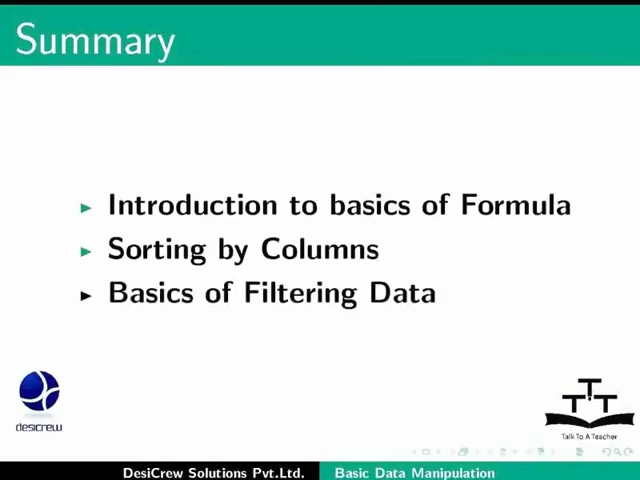 Summary
Introduction to basics of Formula
Sorting by Columns
Basics of Filtering Data
desicrew
T T T
Talk To A Teacher
DesiCrew Solutions Pvt.Ltd.
Basic Data Manipulation